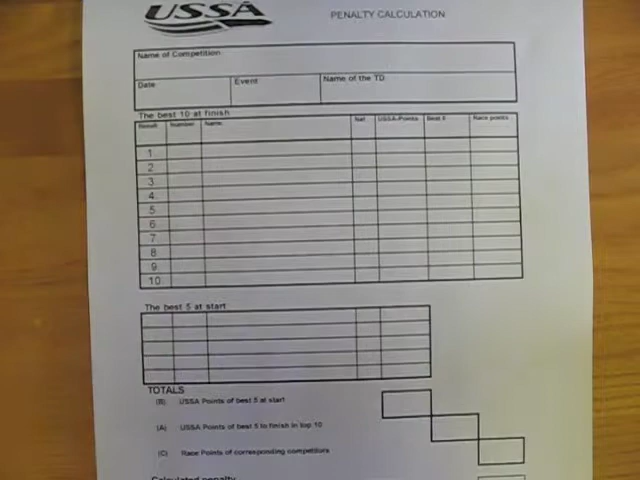 USSA
PENALTY CALCULATION
Name of Competition
Date Event Name of the TD
The best 10 at finish
Result Number Name Nat USSA-Points Best 5 Race points
1
2
3
4
5
6
7
8
9
10
The best 5 at start
TOTALS
(B) USSA Points of best 5 at start
(A) USSA Points of best 5 to finish in top 10
(C) Race Points of corresponding competitors
Calculated penalty